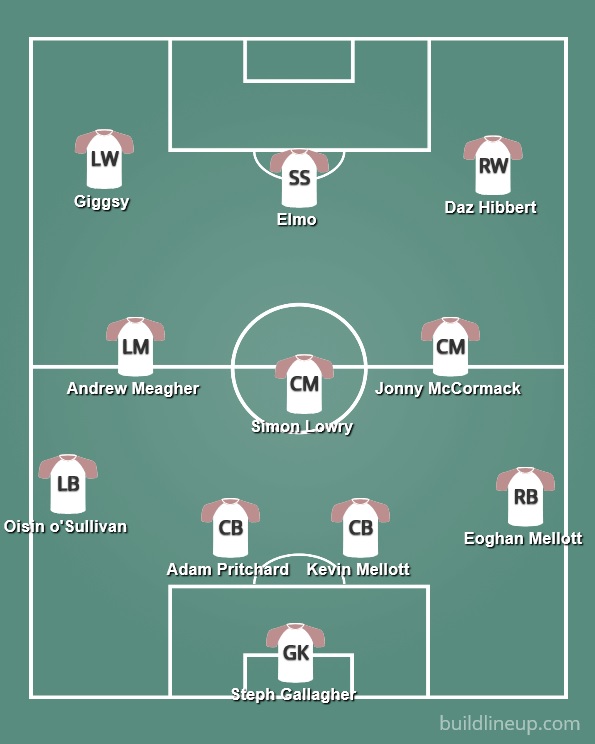 LW
Giggsy
SS
Elmo
RW
Daz Hibbert
LM
Andrew Meagher
CM
Simon Lowry
CM
Jonny McCormack
LB
Oisin o'Sullivan
CB
Adam Pritchard
CB
Kevin Mellott
RB
Eoghan Mellott
GK
Steph Gallagher
buildlineup.com